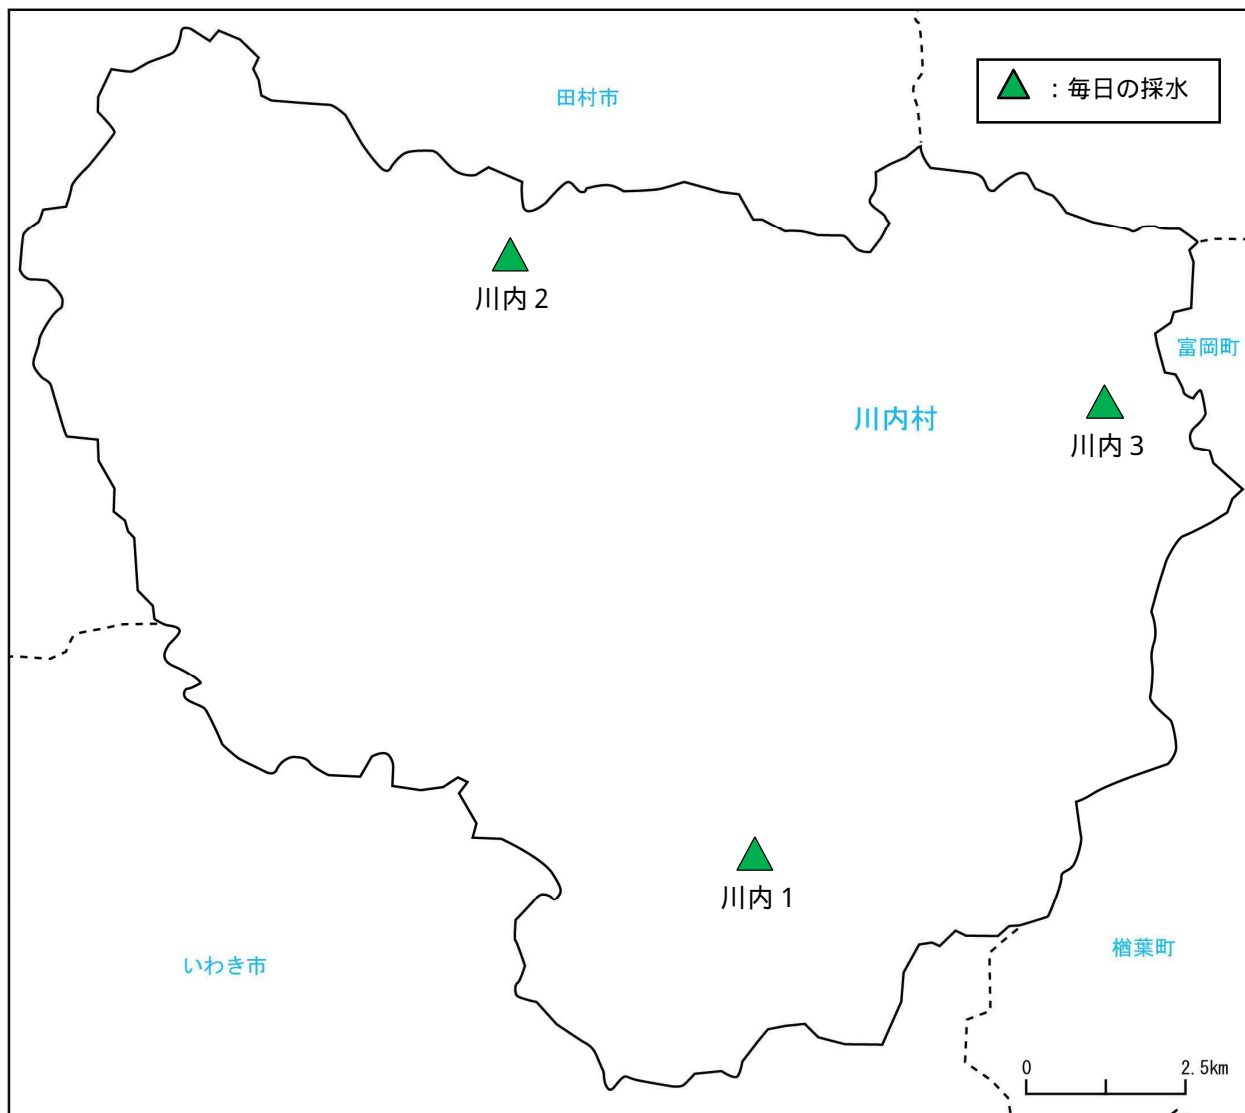 田村市
▲ : 毎日の採水
川内 2
富岡町
川内村
川内 3
川内 1
いわき市
楢葉町
0 2.5km